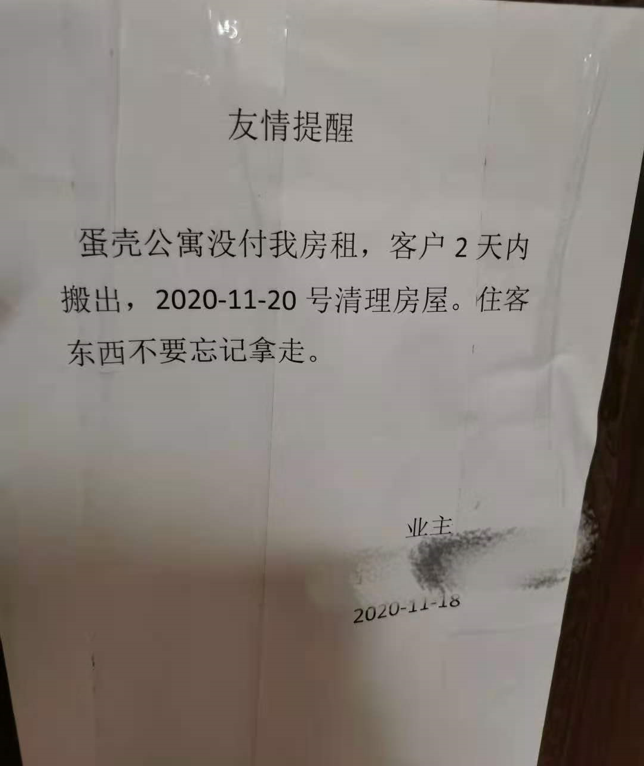 友情提醒
蛋壳公寓没付我房租，客户 2 天内
搬出，2020-11-20 号清理房屋。住客
东西不要忘记拿走。
业主
2020-11-18